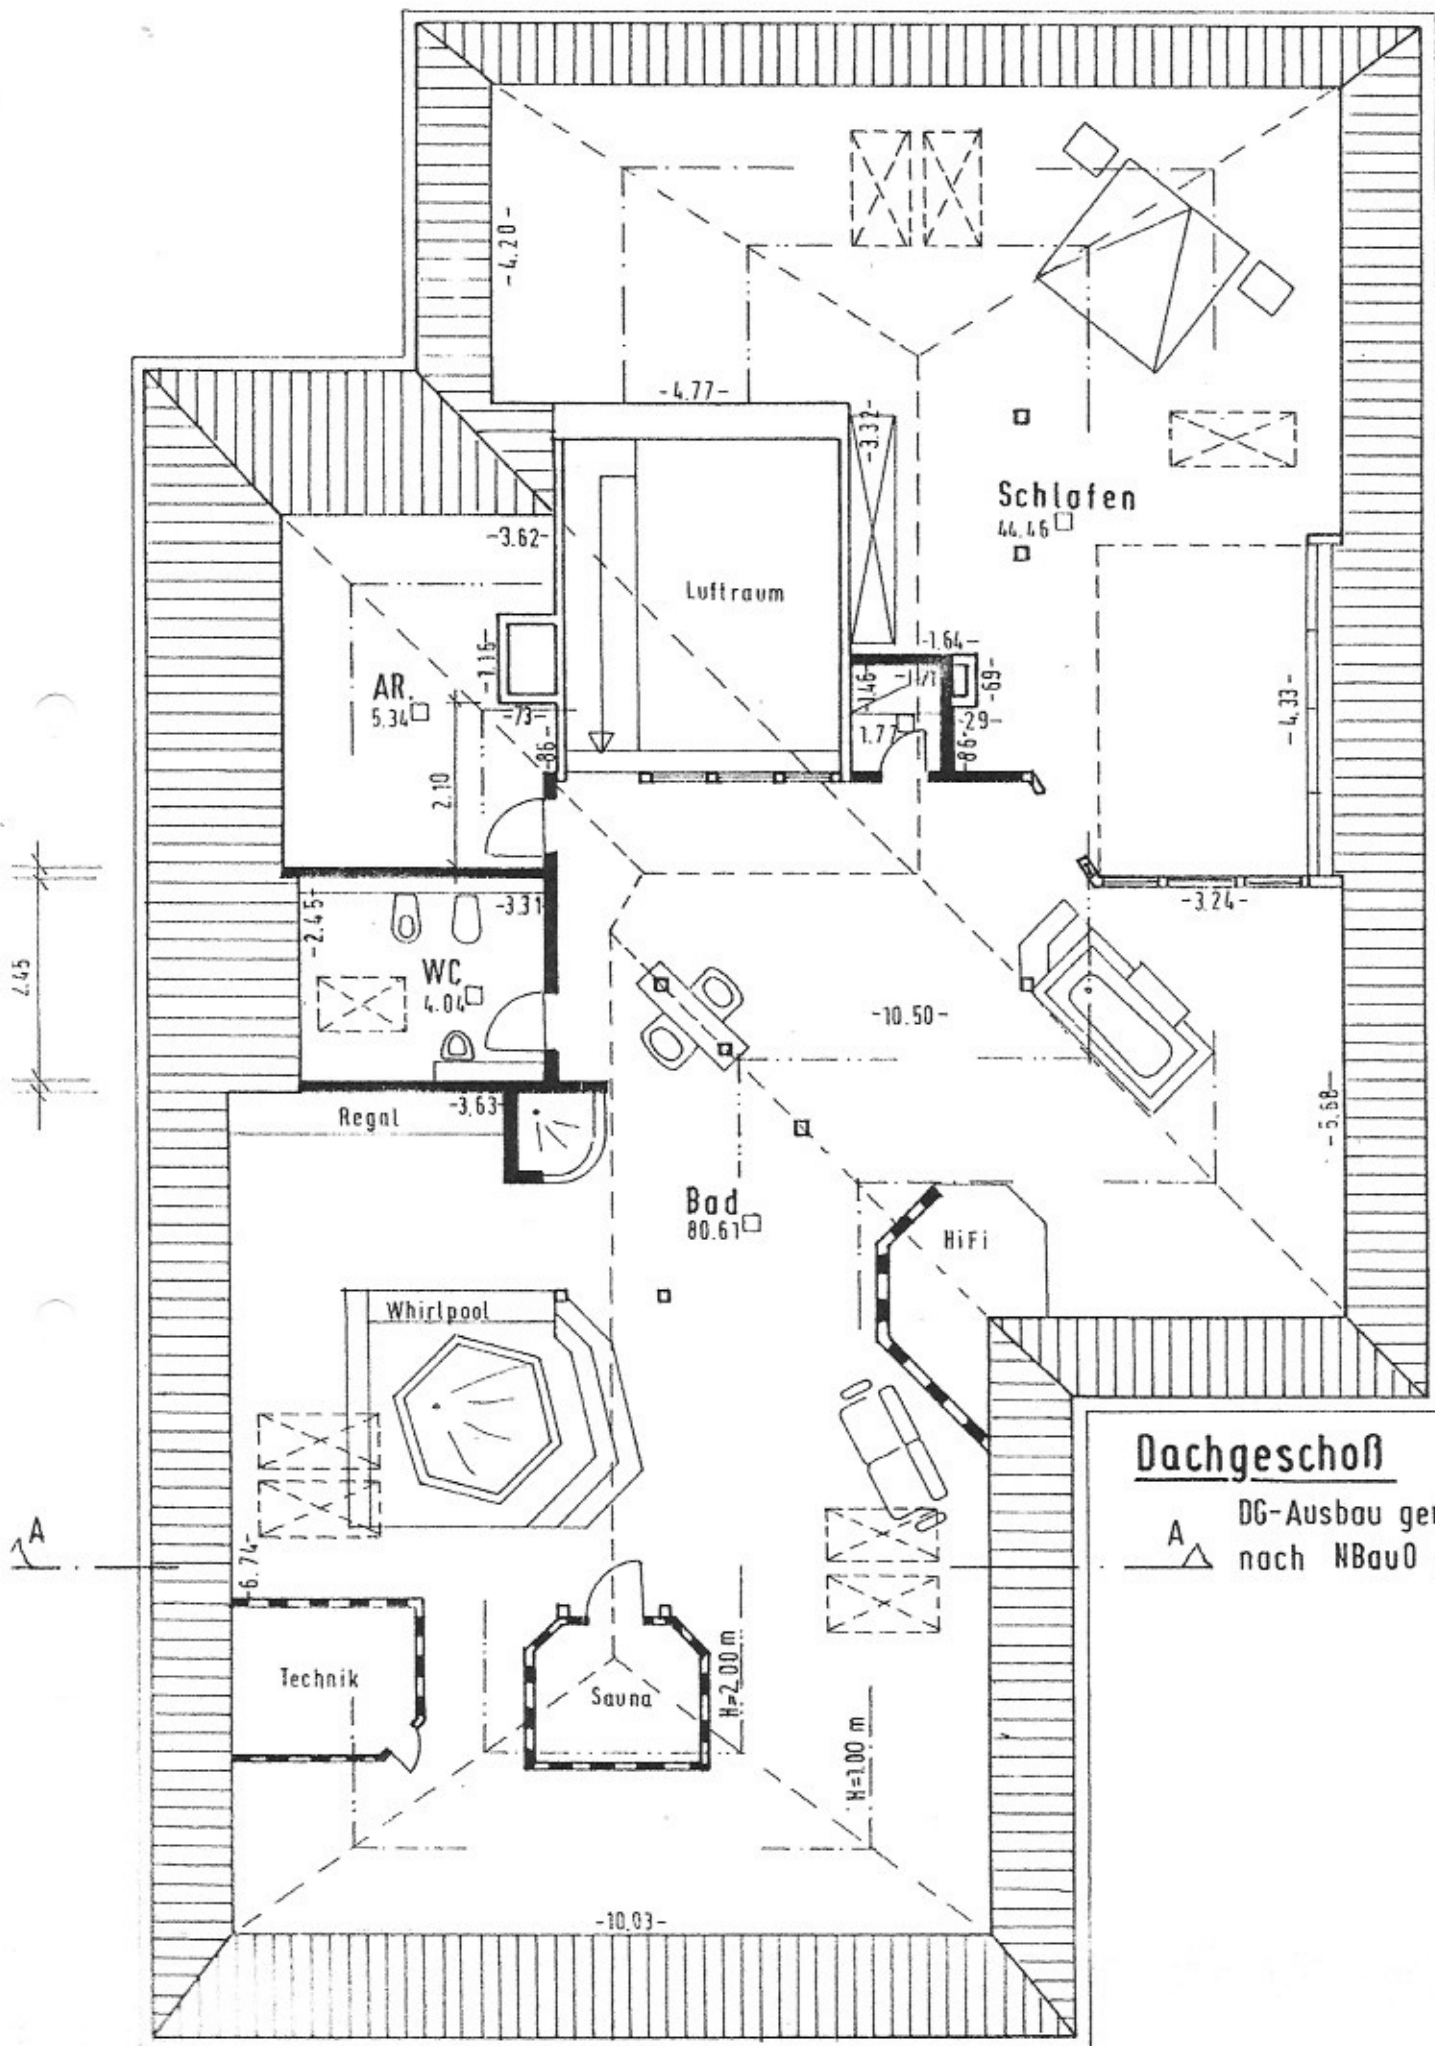 -4.20-
-4.77-
-3.32-
Schlafen
44.46
-3.62-
Luftraum
-1.64-
-1.16-
AR.
5.34
-1.46-
-69-
-73-
1.77
-29-
-4.33-
-86-
-86-
2.10
-2.45-
-3.31-
-3.24-
2.45
WC
4.04
-10.50-
Regal
-3.63-
-5.68-
Bad
80.61
HiFi
Whirlpool
Dachgeschoß
A
A
DG-Ausbau
nach NBauO
-6.74-
Technik
Sauna
H=2.00 m
H=1.00 m
-10.03-